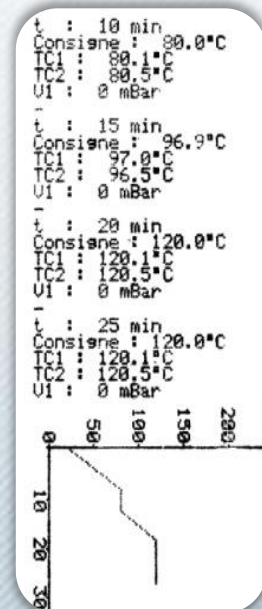 t : 10 min
Consigne : 80.0°C
TC1 : 80.1°C
TC2 : 80.5°C
V1 : 0 mBar
-
t : 15 min
Consigne : 96.9°C
TC1 : 97.0°C
TC2 : 96.5°C
V1 : 0 mBar
-
t : 20 min
Consigne : 120.0°C
TC1 : 120.1°C
TC2 : 120.5°C
V1 : 0 mBar
-
t : 25 min
Consigne : 120.0°C
TC1 : 120.1°C
TC2 : 120.5°C
V1 : 0 mBar
0 50 100 150 200
10
20
30